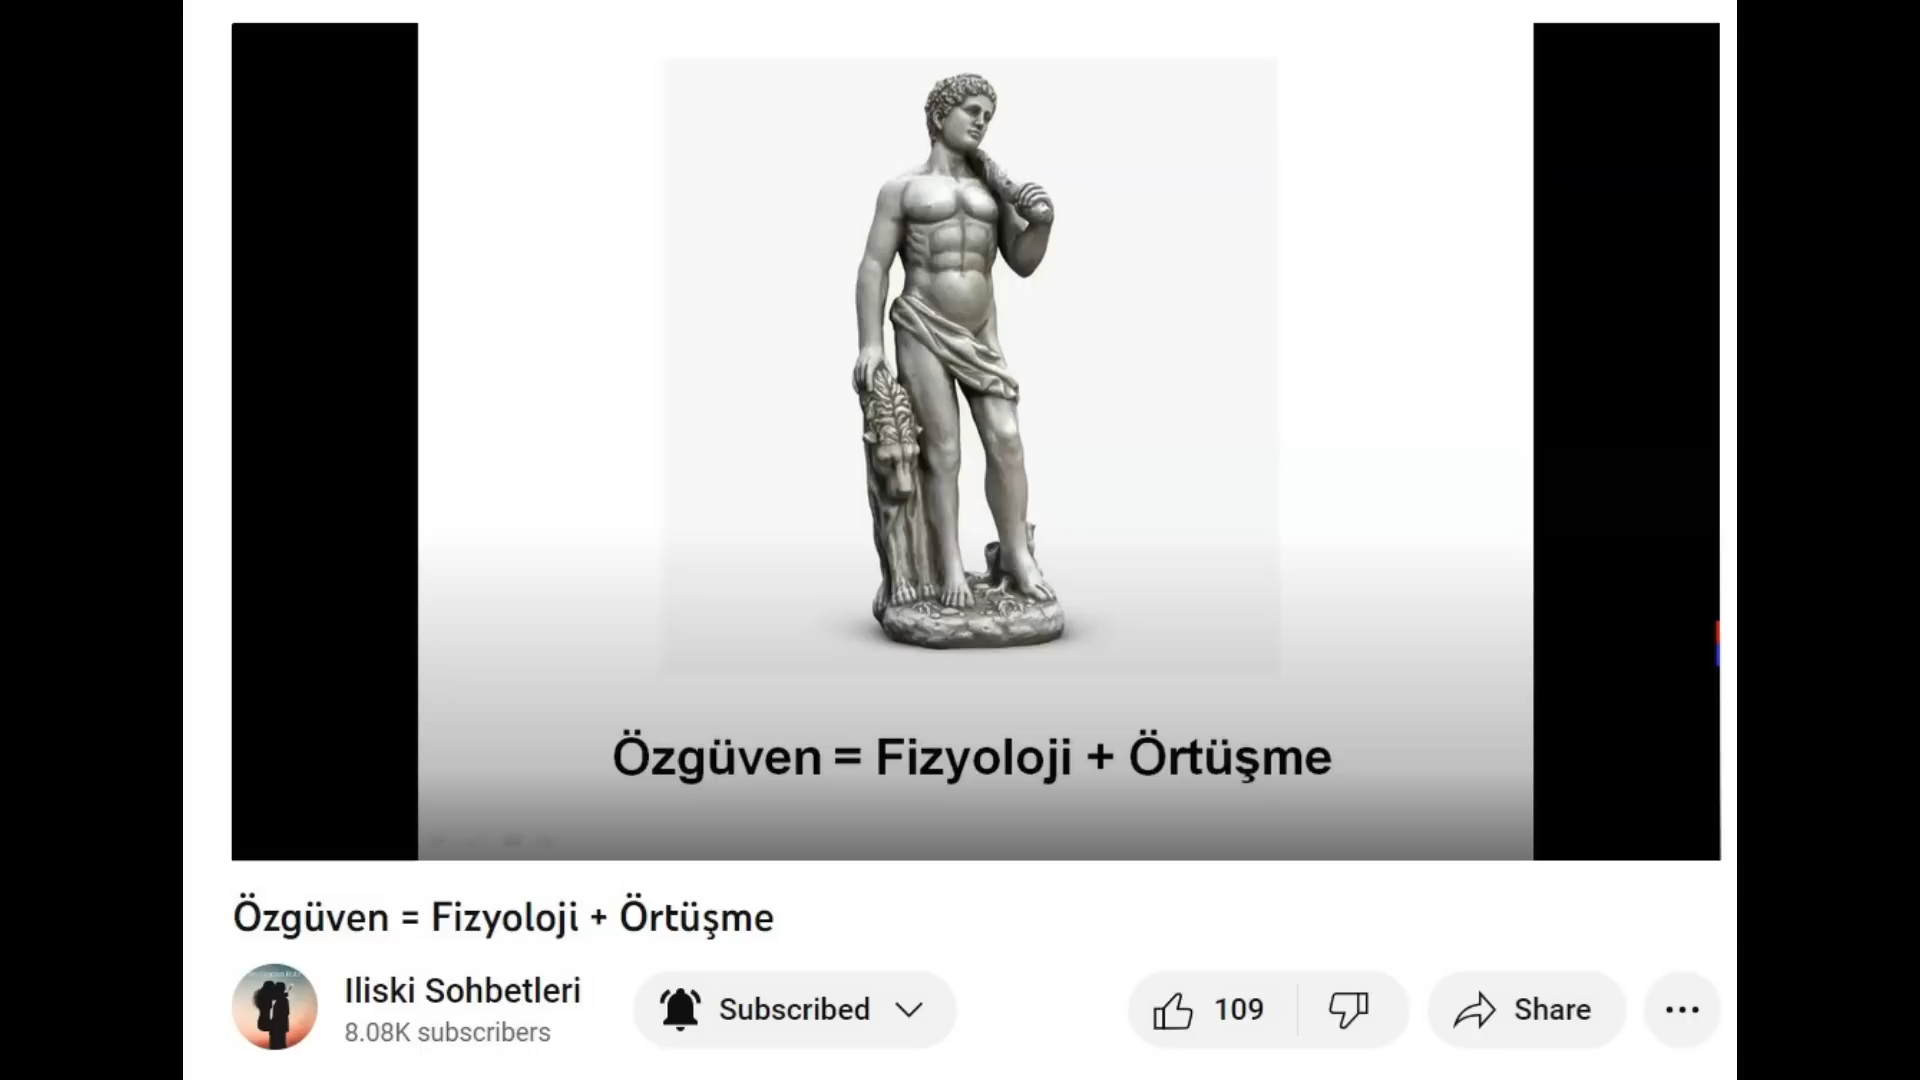 Özgüven = Fizyoloji + Örtüşme
Özgüven = Fizyoloji + Örtüşme
Iliski Sohbetleri
8.08K subscribers
Subscribed
109
Share